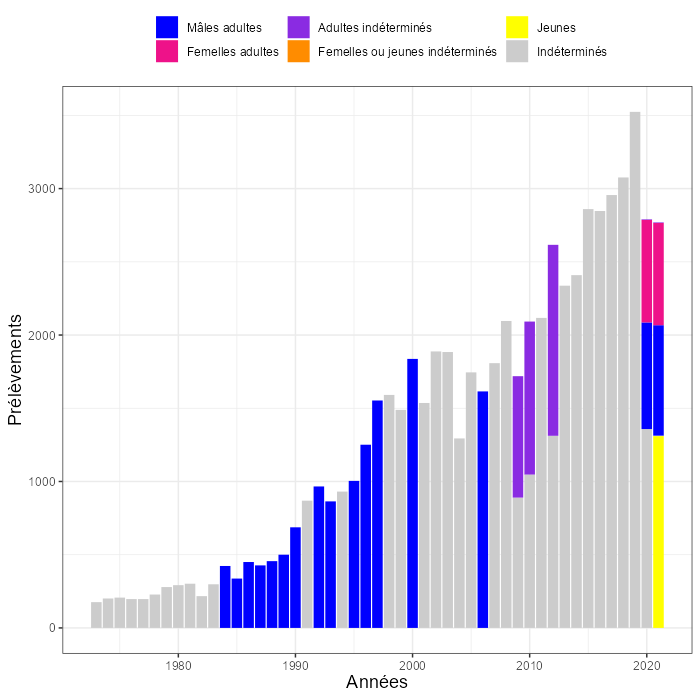 Mâles adultes
Adultes indéterminés
Jeunes
Femelles adultes
Femelles ou jeunes indéterminés
Indéterminés
3000
2000
1000
0
Prélèvements
1980
1990
2000
2010
2020
Années